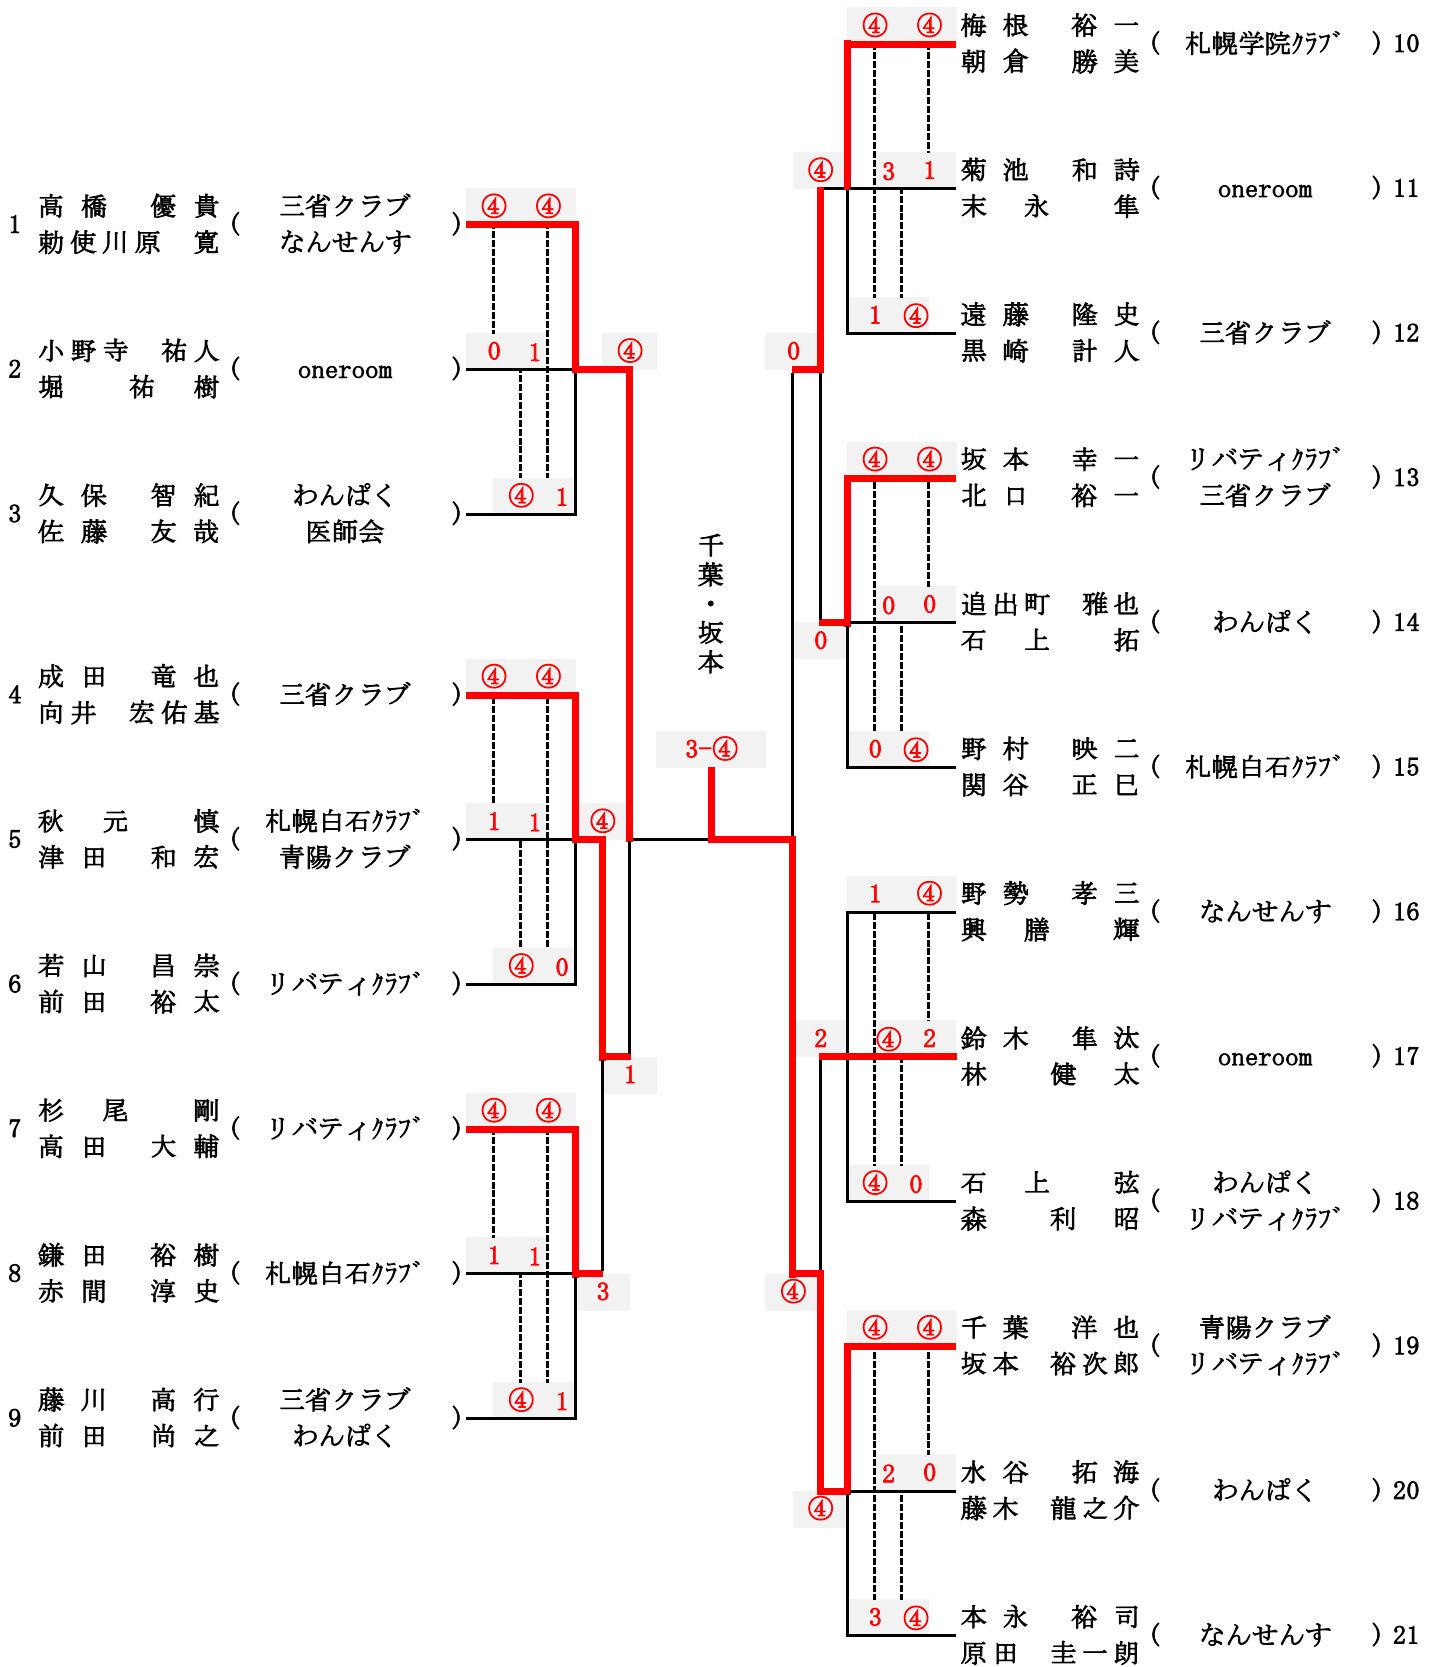 1 高橋 優貴 ( 三省クラブ ) ④ ④
勅使川原 寛 なんせんす
2 小野寺 祐人 ( oneroom ) 0 1
堀 祐樹
3 久保 智紀 ( わんぱく ) ④ 1
佐藤 友哉 医師会
④
4 成田 竜也 ( 三省クラブ ) ④ ④
向井 宏佑基
5 秋元 慎 ( 札幌白石ｸﾗﾌﾞ ) 1 1
津田 和宏 青陽クラブ
6 若山 昌崇 ( リバティｸﾗﾌﾞ ) ④ 0
前田 裕太
④
1
7 杉尾 剛 ( リバティｸﾗﾌﾞ ) ④ ④
高田 大輔
8 鎌田 裕樹 ( 札幌白石ｸﾗﾌﾞ ) 1 1
赤間 淳史
3
9 藤川 高行 ( 三省クラブ ) ④ 1
前田 尚之 わんぱく
千葉・坂本
3-④
④ ④ 梅根 裕一 ( 札幌学院ｸﾗﾌﾞ ) 10
朝倉 勝美
④
3 1 菊池 和詩 ( oneroom ) 11
末永 隼
1 ④ 遠藤 隆史 ( 三省クラブ ) 12
黒崎 計人
0
④ ④ 坂本 幸一 ( リバティｸﾗﾌﾞ ) 13
北口 裕一 三省クラブ
0 0 追出町 雅也 ( わんぱく ) 14
石上 拓
0
0 ④ 野村 映二 ( 札幌白石ｸﾗﾌﾞ ) 15
関谷 正巳
1 ④ 野勢 孝三 ( なんせんす ) 16
興膳 輝
2
④ 2 鈴木 隼汰 ( oneroom ) 17
林 健太
④ 0 石上 弦 ( わんぱく ) 18
森 利昭 リバティｸﾗﾌﾞ
④
④ ④ 千葉 洋也 ( 青陽クラブ ) 19
坂本 裕次郎 リバティｸﾗﾌﾞ
2 0 水谷 拓海 ( わんぱく ) 20
藤木 龍之介
④
3 ④ 本永 裕司 ( なんせんす ) 21
原田 圭一朗